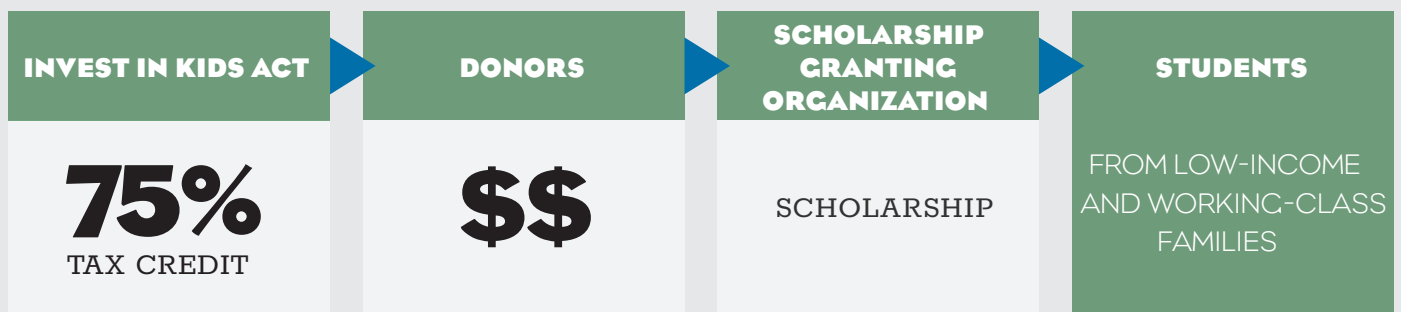 INVEST IN KIDS ACT
75%
TAX CREDIT
DONORS
$$
SCHOLARSHIP
GRANTING
ORGANIZATION
SCHOLARSHIP
STUDENTS
FROM LOW-INCOME
AND WORKING-CLASS
FAMILIES